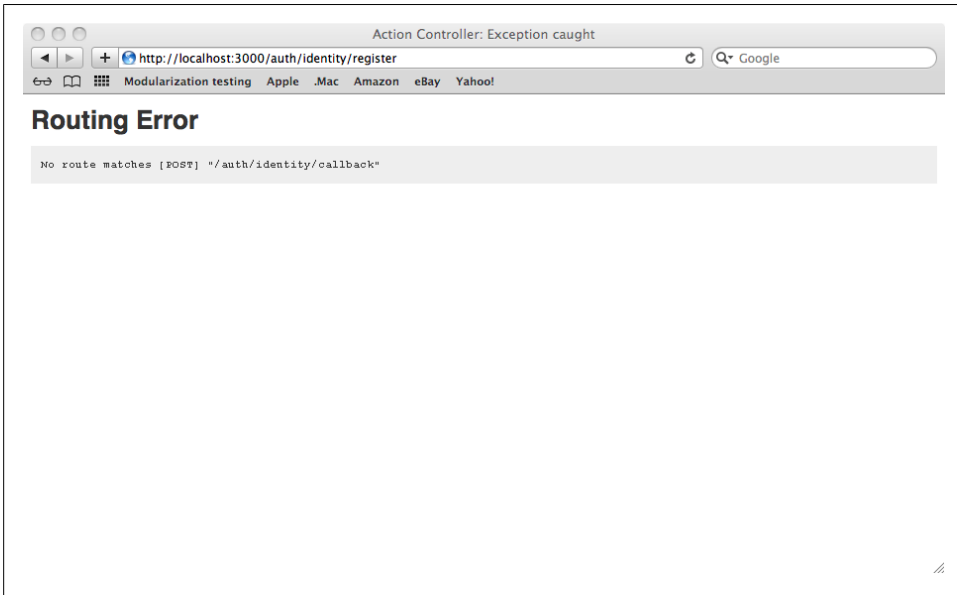 Action Controller: Exception caught
http://localhost:3000/auth/identity/register
Google
Modularization testing Apple .Mac Amazon eBay Yahoo!
Routing Error
No route matches [POST] "/auth/identity/callback"